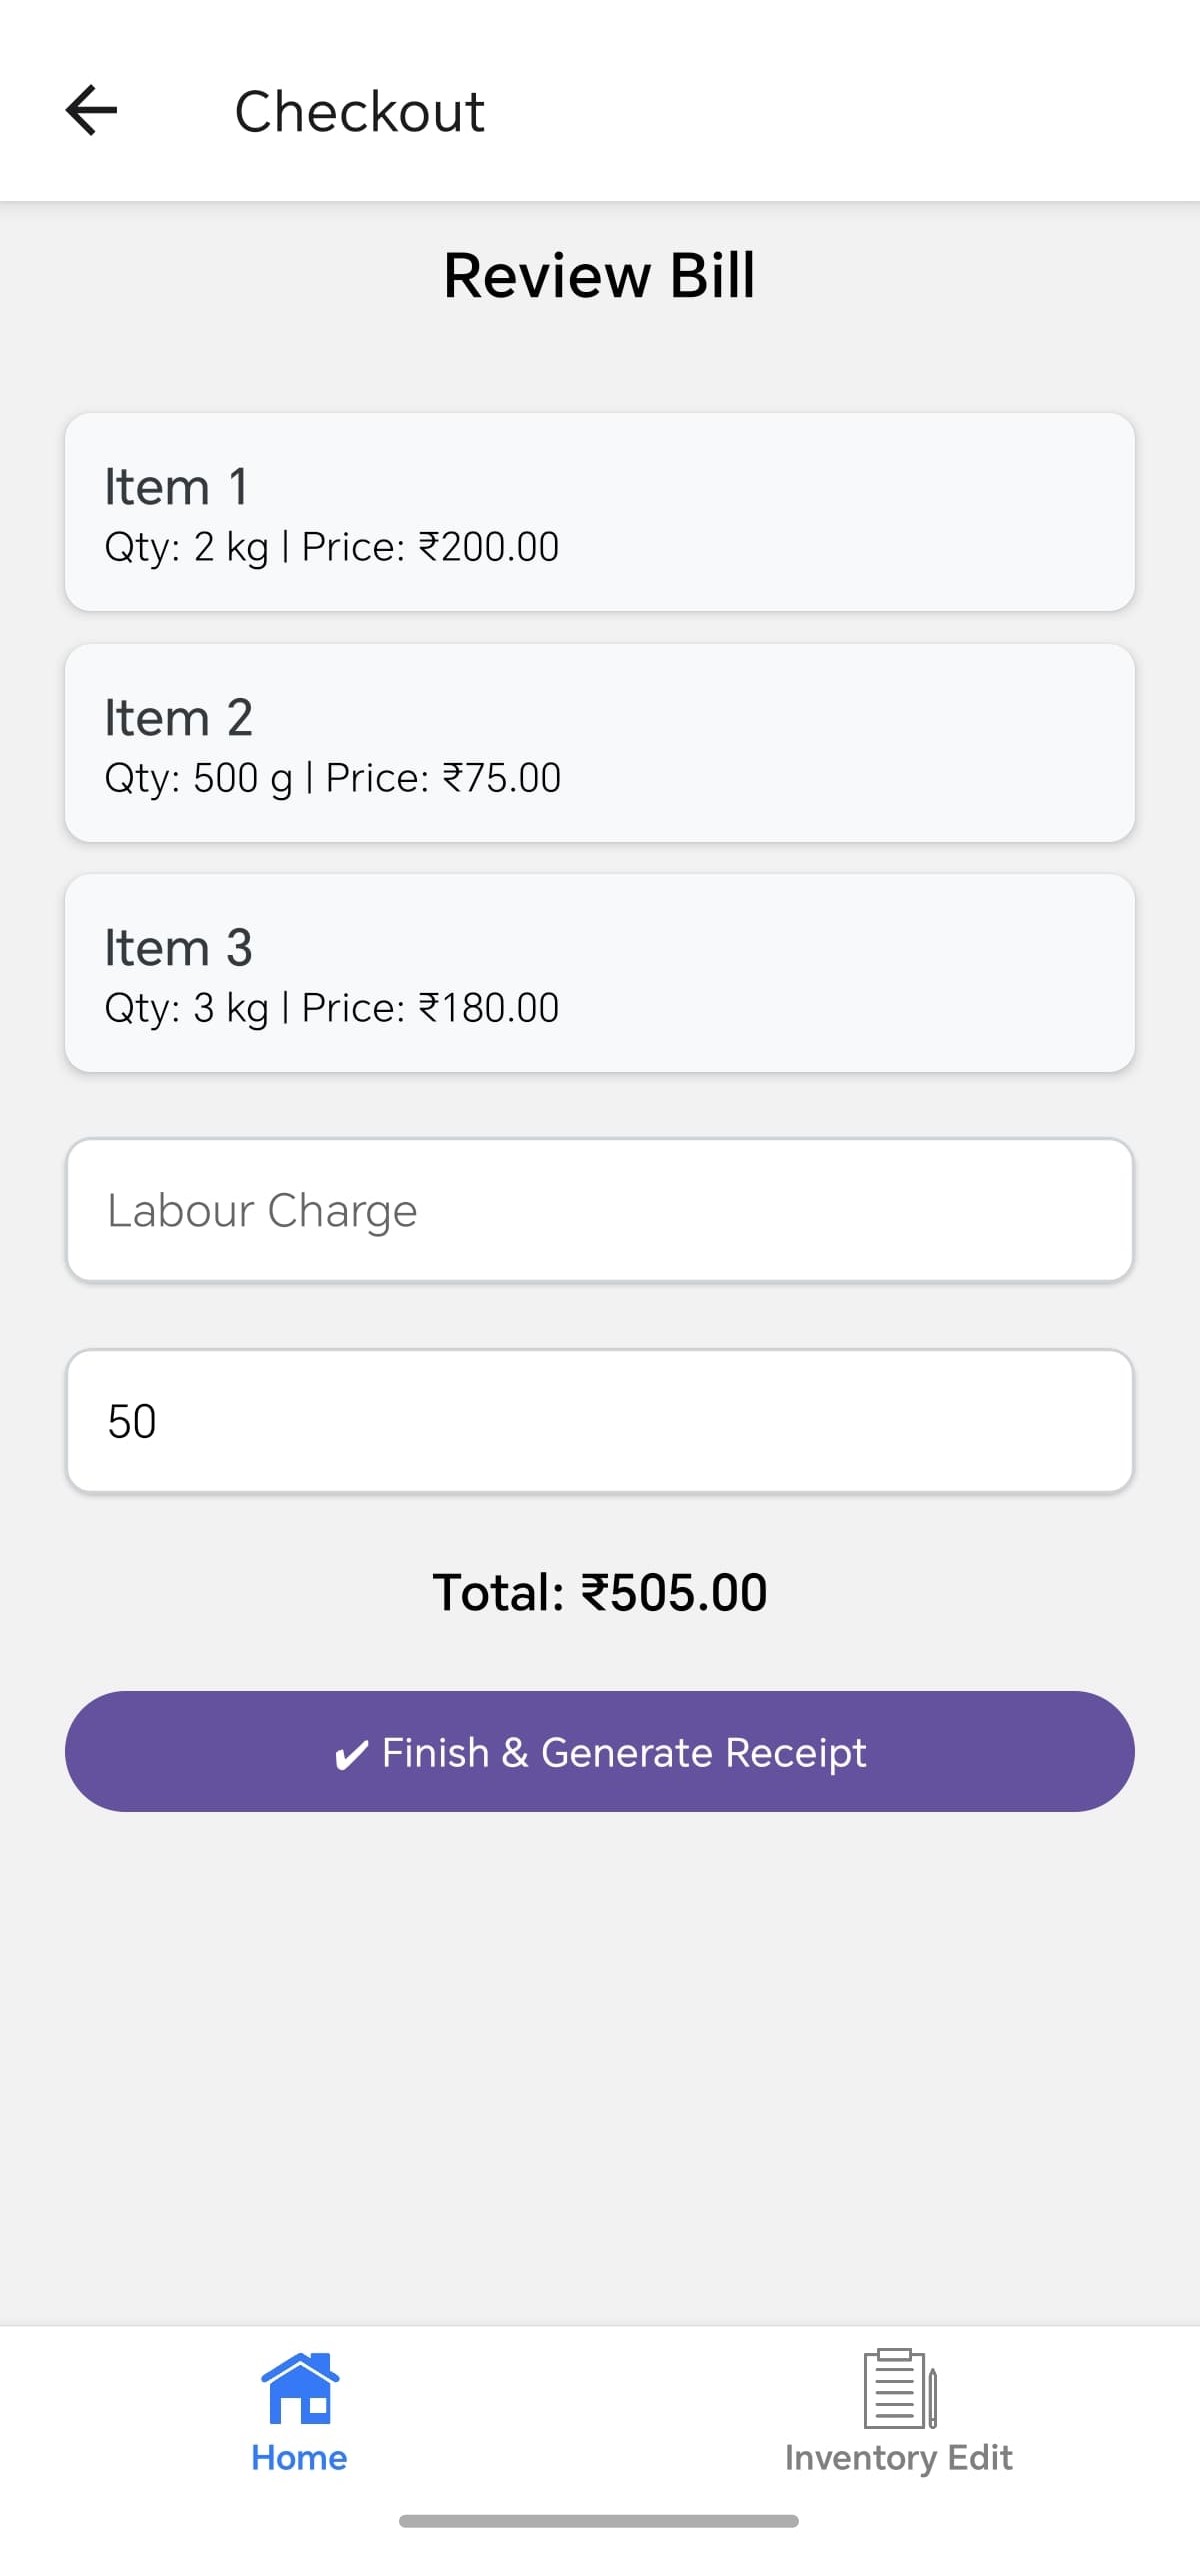 Checkout
Review Bill
Item 1
Qty: 2 kg | Price: ₹200.00
Item 2
Qty: 500 g | Price: ₹75.00
Item 3
Qty: 3 kg | Price: ₹180.00
Labour Charge
50
Total: ₹505.00
✔ Finish & Generate Receipt
Home
Inventory Edit